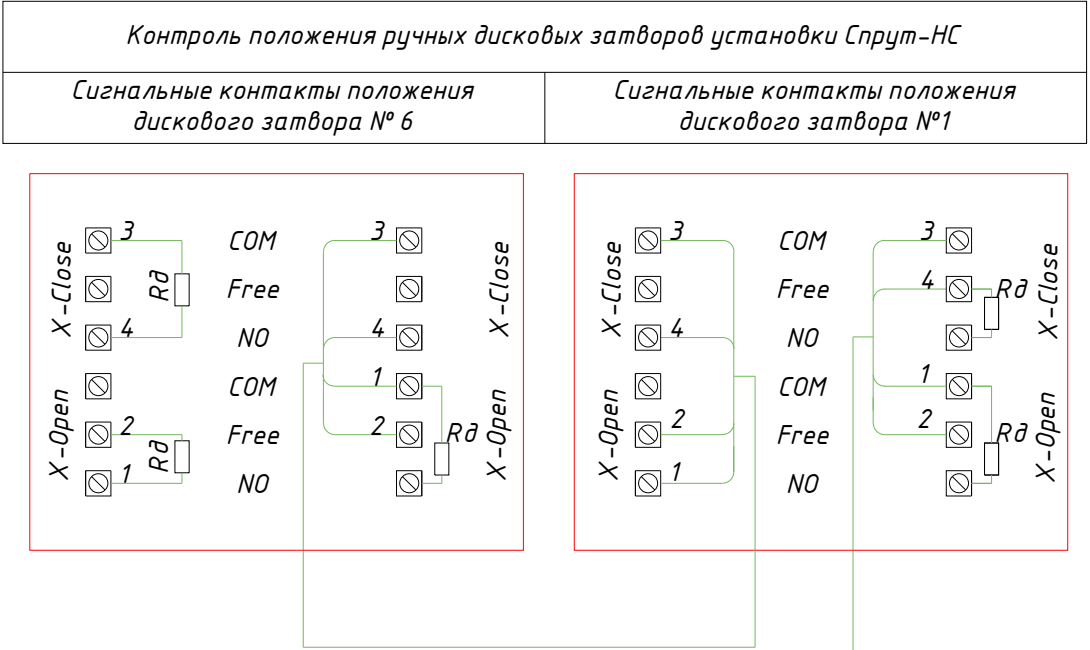 Контроль положения ручных дисковых затворов установки Спрут-НС
Сигнальные контакты положения
дискового затвора № 6
Сигнальные контакты положения
дискового затвора №1
X-Close
3
Rд
4
X-Open
2
Rд
1
COM
Free
NO
COM
Free
NO
3
4
1
2
Rд
X-Close
X-Open
X-Close
3
4
X-Open
2
1
COM
Free
NO
COM
Free
NO
3
4
Rд
1
2
Rд
X-Close
X-Open